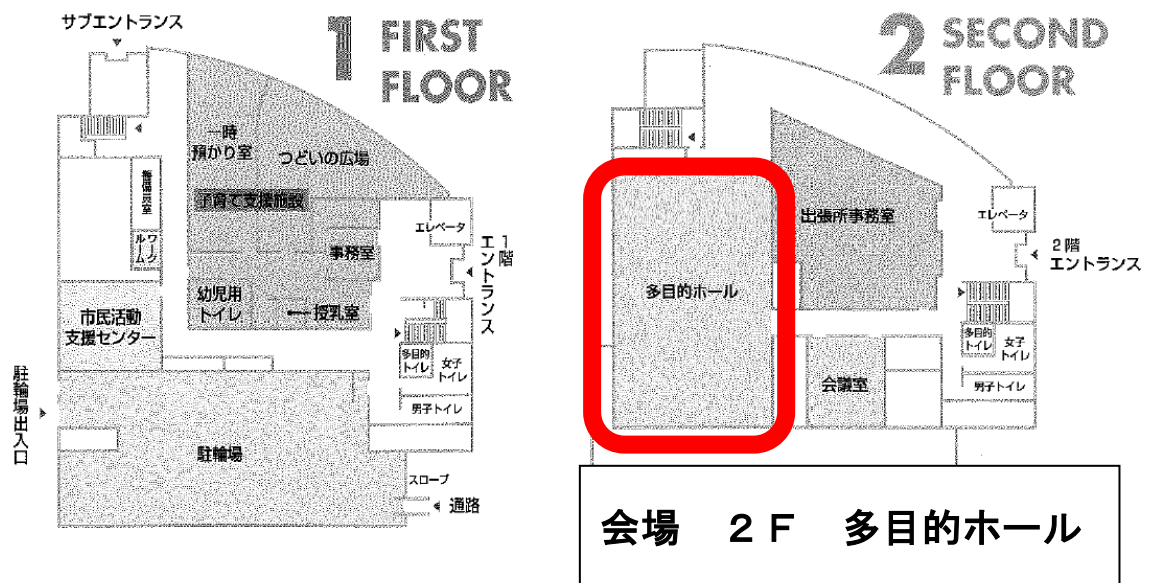 サブエントランス
1 FIRST
FLOOR
一時
預かり室
つどいの広場
警備員室
子育て支援施設
ワーク
ルーム
エレベータ
事務室
1階
エントランス
幼児用
トイレ
←授乳室
市民活動
支援センター
多目的
トイレ
女子
トイレ
男子トイレ
駐輪場出入口
駐輪場
スロープ
通路
2 SECOND
FLOOR
出張所事務室
エレベータ
2階
エントランス
多目的ホール
多目的
トイレ
女子
トイレ
会議室
男子トイレ
会場 2F 多目的ホール